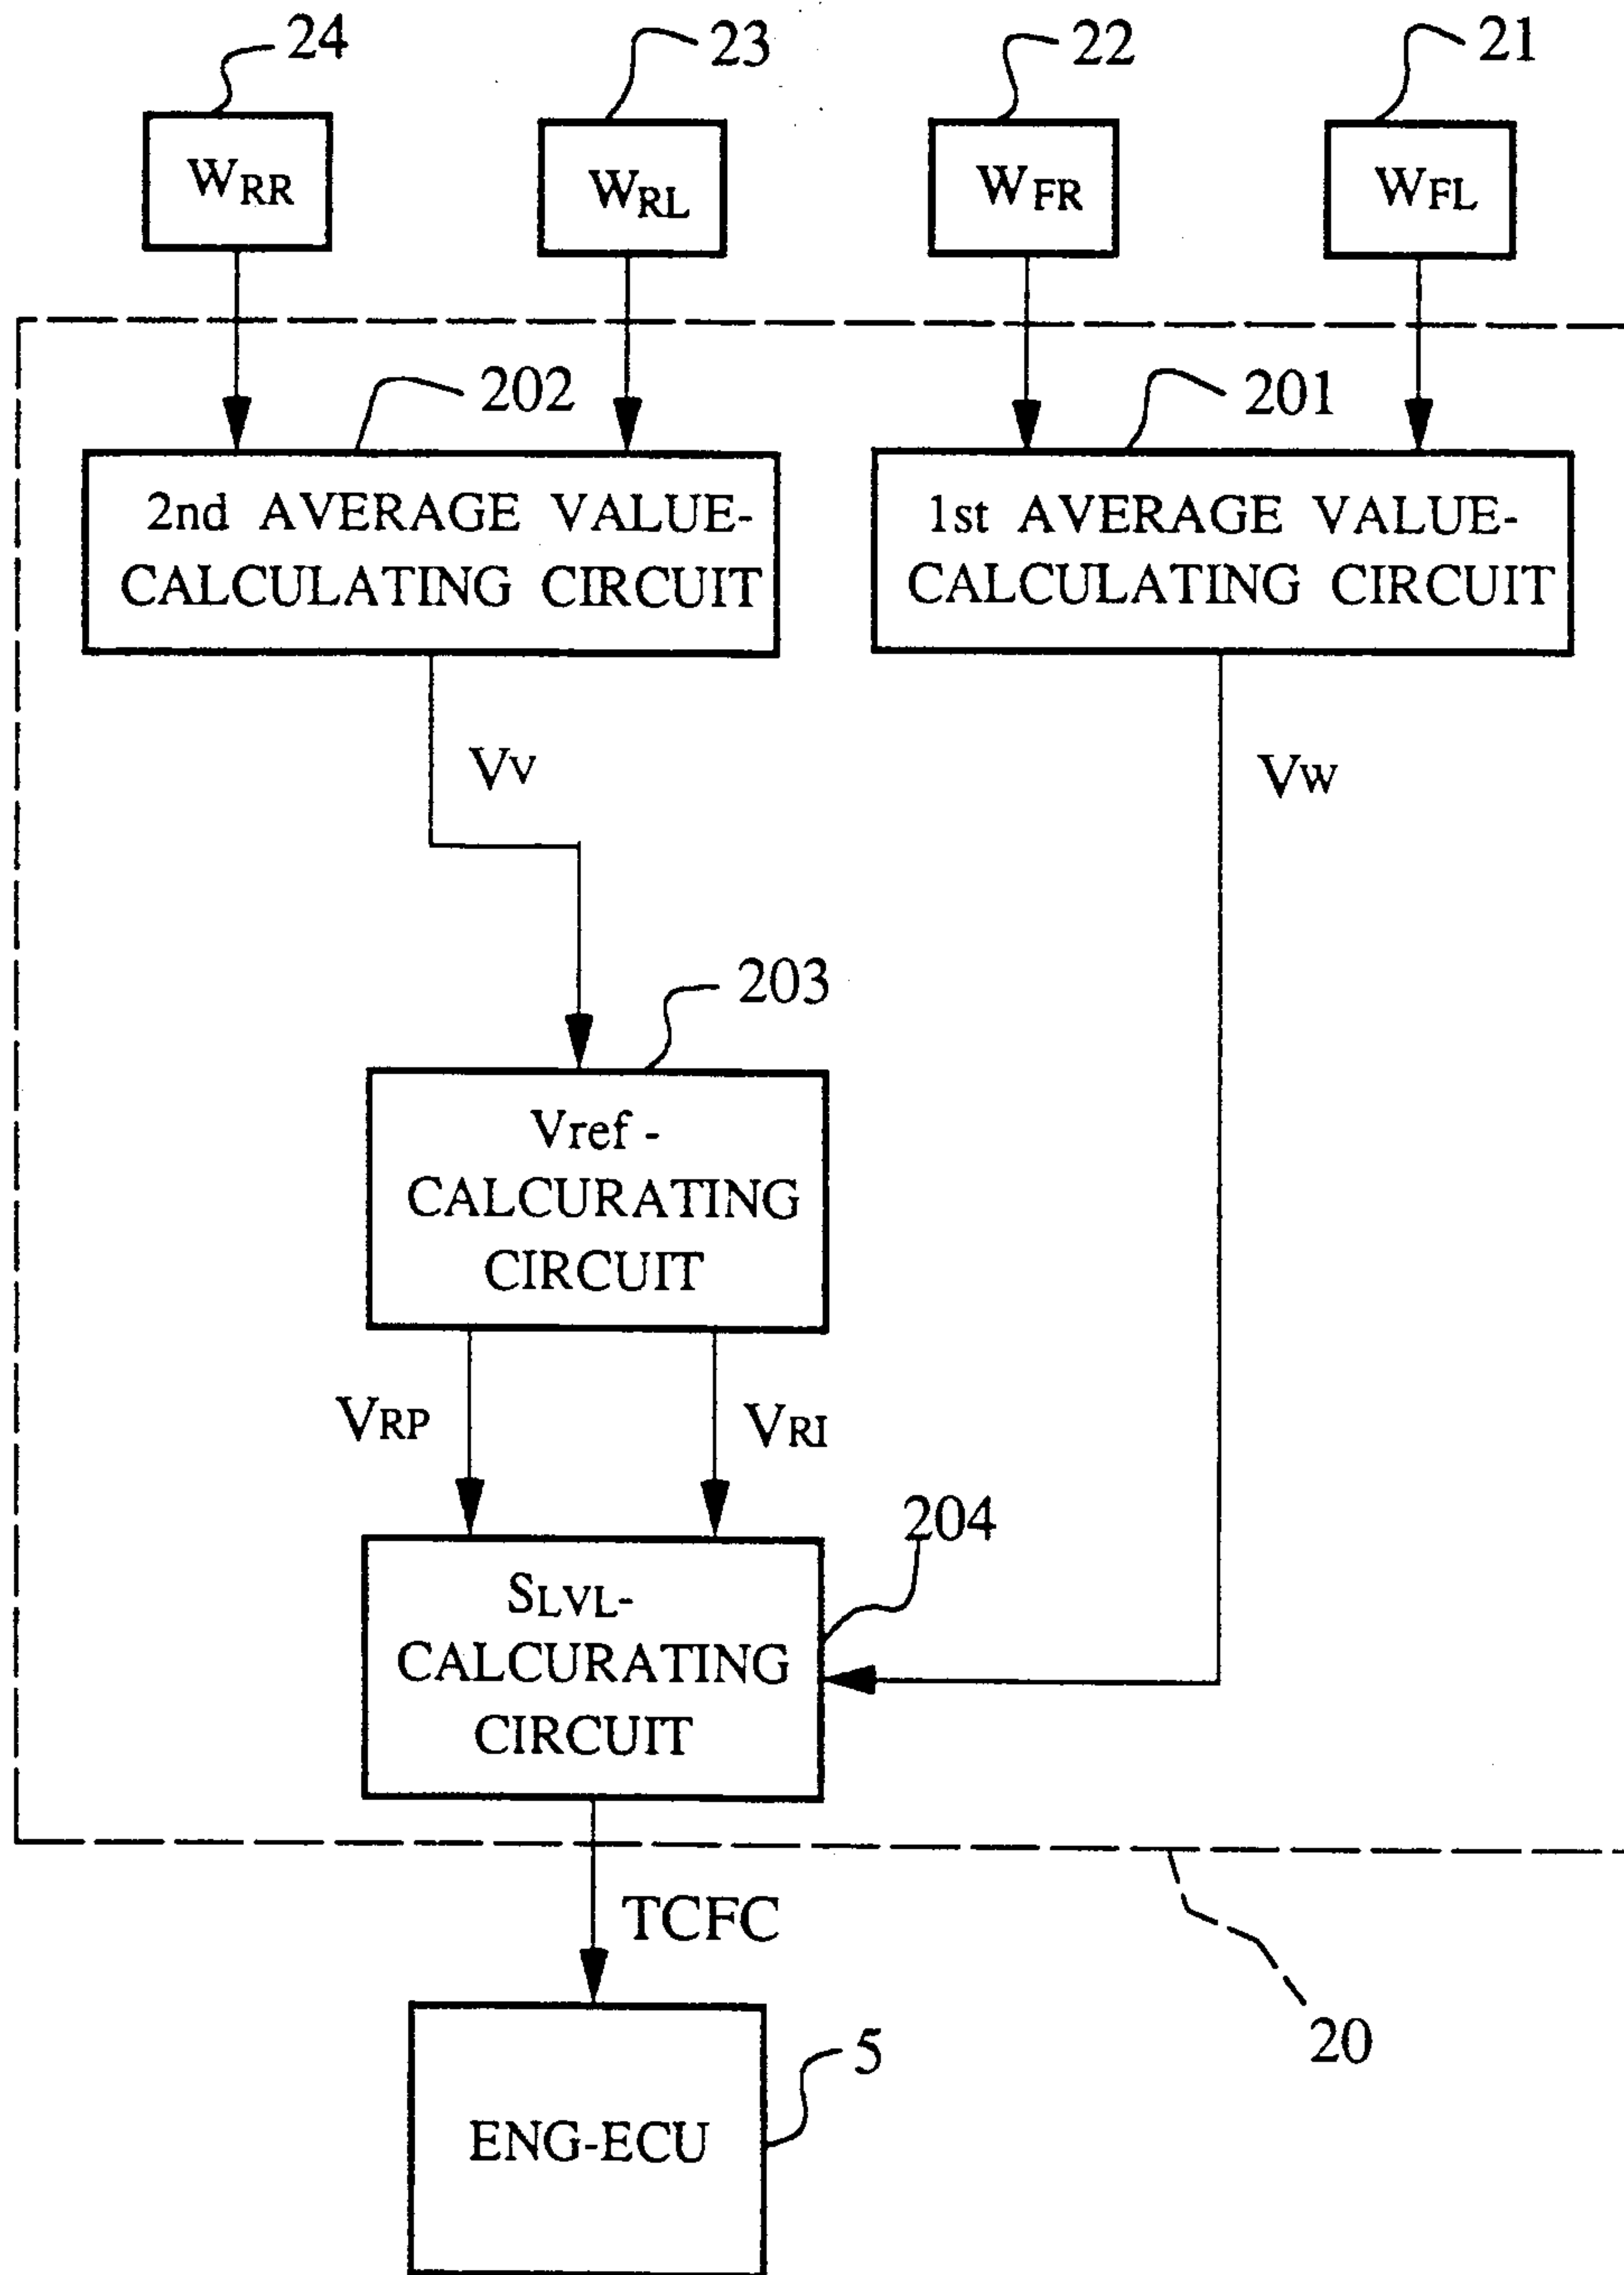 24
23
22
21
WRR
WRL
WFR
WFL
202
201
2nd AVERAGE VALUE-
CALCULATING CIRCUIT
1st AVERAGE VALUE-
CALCULATING CIRCUIT
VV
VW
203
Vref -
CALCURATING
CIRCUIT
VRP
VRI
204
SLVL-
CALCURATING
CIRCUIT
TCFC
20
5
ENG-ECU